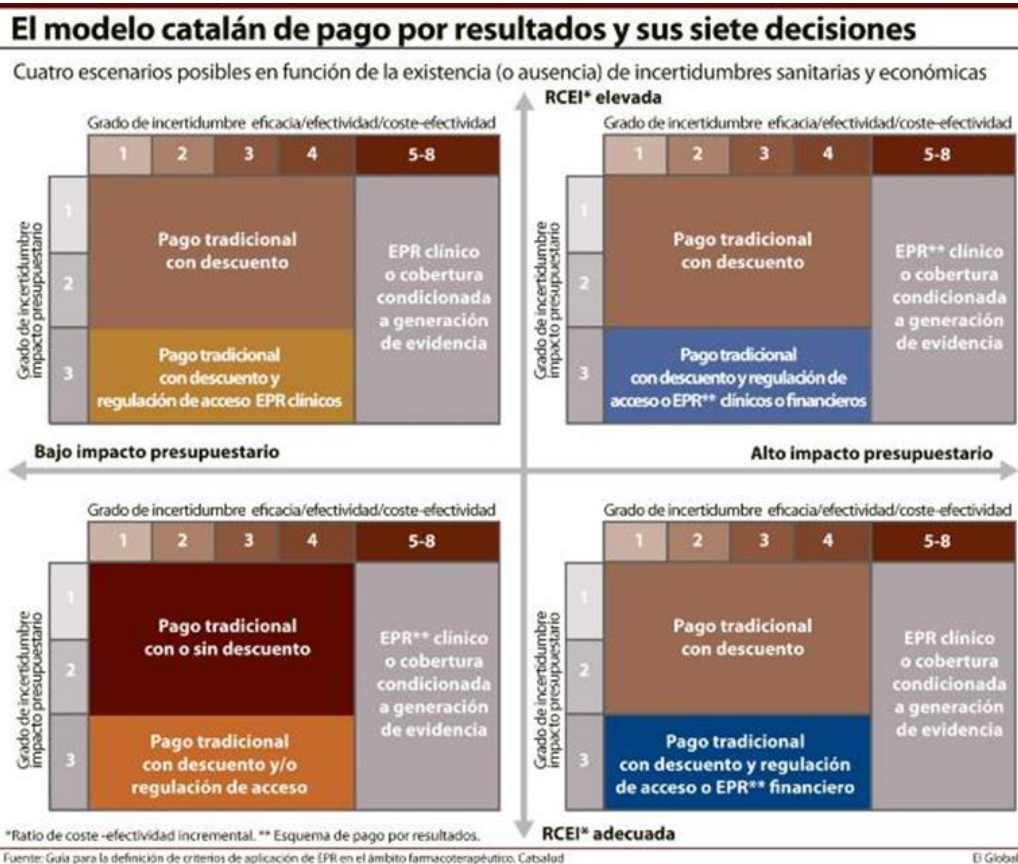 El modelo catalán de pago por resultados y sus siete decisiones
Cuatro escenarios posibles en función de la existencia (o ausencia) de incertidumbres sanitarias y económicas
RCEI* elevada
Grado de incertidumbre eficacia/efectividad/coste-efectividad
1 2 3 4 5-8
Grado de incertidumbre
impacto presupuestario
1
2
3
Pago tradicional
con descuento
EPR clínico
o cobertura
condicionada
a generación
de evidencia
Pago tradicional
con descuento y
regulación de acceso EPR clínicos
Grado de incertidumbre eficacia/efectividad/coste-efectividad
1 2 3 4 5-8
Grado de incertidumbre
impacto presupuestario
1
2
3
Pago tradicional
con descuento
EPR** clínico
o cobertura
condicionada
a generación
de evidencia
Pago tradicional
con descuento y regulación de
acceso o EPR** clínicos o financieros
Bajo impacto presupuestario
Alto impacto presupuestario
Grado de incertidumbre eficacia/efectividad/coste-efectividad
1 2 3 4 5-8
Grado de incertidumbre
impacto presupuestario
1
2
3
Pago tradicional
con o sin descuento
EPR** clínico
o cobertura
condicionada
a generación
de evidencia
Pago tradicional
con descuento y/o
regulación de acceso
Grado de incertidumbre eficacia/efectividad/coste-efectividad
1 2 3 4 5-8
Grado de incertidumbre
impacto presupuestario
1
2
3
Pago tradicional
con descuento
EPR clínico
o cobertura
condicionada
a generación
de evidencia
Pago tradicional
con descuento y regulación
de acceso o EPR** financiero
RCEI* adecuada
*Ratio de coste -efectividad incremental. ** Esquema de pago por resultados.
Fuente: Guía para la definición de criterios de aplicación de EPR en el ámbito farmacoterapéutico. Catsalud
El Global